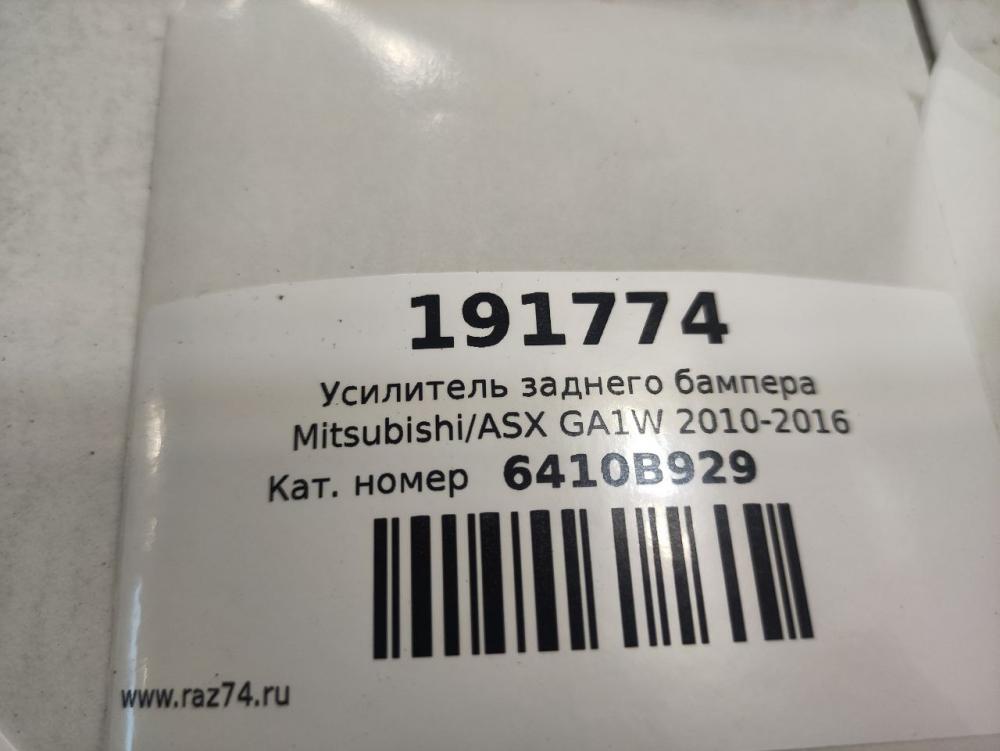 191774
Усилитель заднего бампера
Mitsubishi/ASX GA1W 2010-2016
Кат. номер 6410B929
www.raz74.ru